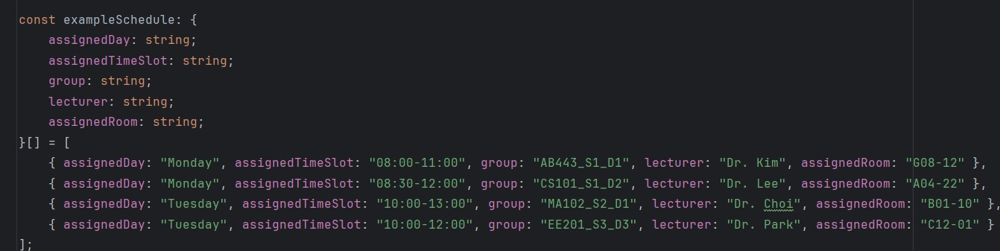 const exampleSchedule: {
    assignedDay: string;
    assignedTimeSlot: string;
    group: string;
    lecturer: string;
    assignedRoom: string;
}[] = [
    { assignedDay: "Monday", assignedTimeSlot: "08:00-11:00", group: "AB443_S1_D1", lecturer: "Dr. Kim", assignedRoom: "G08-12" },
    { assignedDay: "Monday", assignedTimeSlot: "08:30-12:00", group: "CS101_S1_D2", lecturer: "Dr. Lee", assignedRoom: "A04-22" },
    { assignedDay: "Tuesday", assignedTimeSlot: "10:00-13:00", group: "MA102_S2_D1", lecturer: "Dr. Choi", assignedRoom: "B01-10" },
    { assignedDay: "Tuesday", assignedTimeSlot: "10:00-12:00", group: "EE201_S3_D3", lecturer: "Dr. Park", assignedRoom: "C12-01" }
];